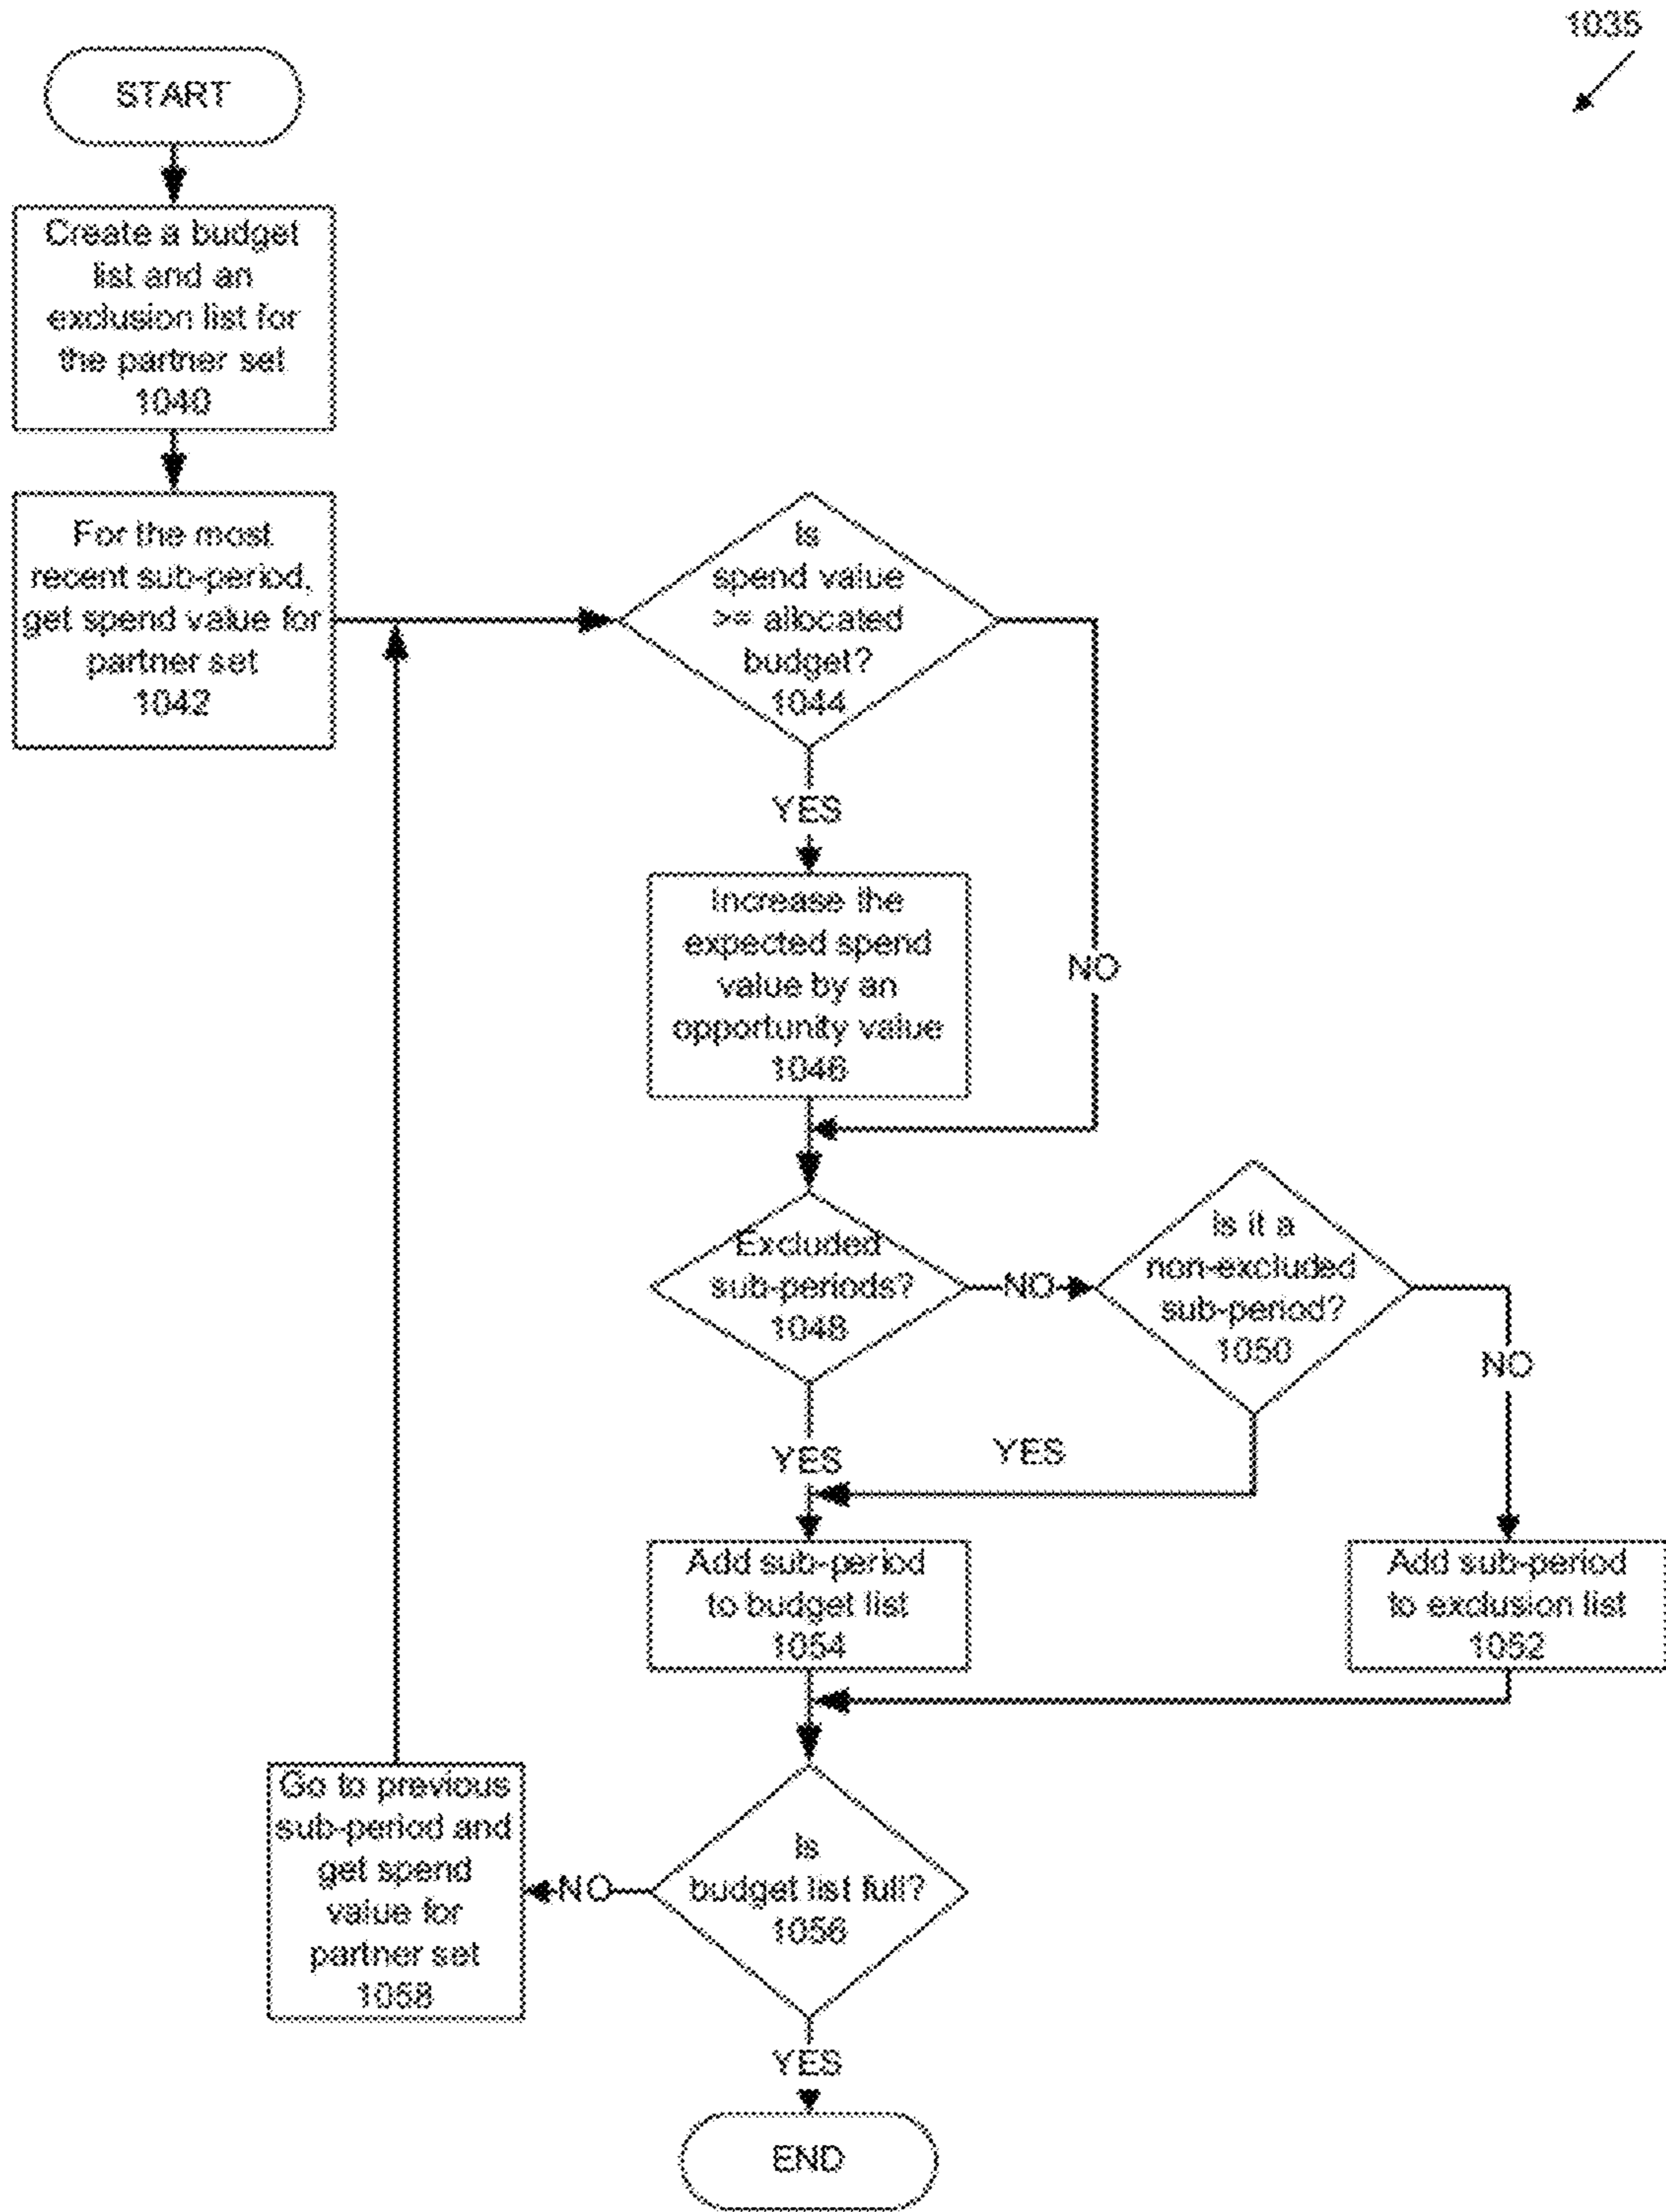 1035
START
Create a budget
list and an
exclusion list for
the partner set
1040
For the most
recent sub-period,
get spend value for
partner set
1042
Is
spend value
>= allocated
budget?
1044
YES
NO
Increase the
expected spend
value by an
opportunity value
1046
Excluded
sub-periods?
1048
NO
Is it a
non-excluded
sub-period?
1050
NO
YES
YES
Add sub-period
to budget list
1054
Add sub-period
to exclusion list
1052
Go to previous
sub-period and
get spend
value for
partner set
1058
NO
Is
budget list full?
1056
YES
END